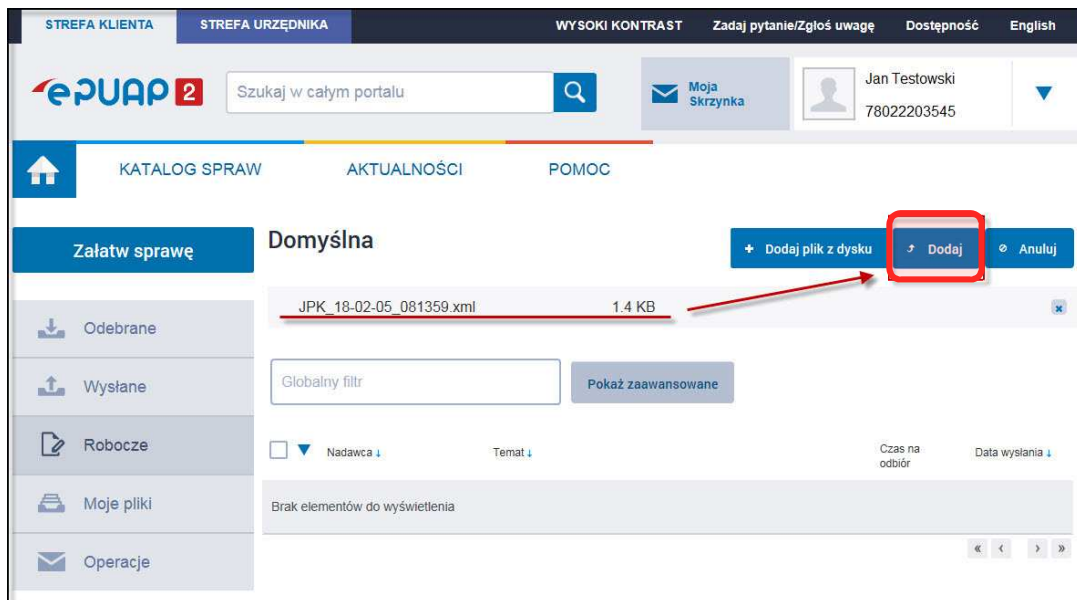 STREFA KLIENTA STREFA URZĘDNIKA WYSOKI KONTRAST Zadaj pytanie/Zgłoś uwagę Dostępność English
ePUAP 2 Szukaj w całym portalu Moja Skrzynka Jan Testowski
78022203545
KATALOG SPRAW AKTUALNOŚCI POMOC
Załatw sprawę
Domyślna
Dodaj plik z dysku Dodaj Anuluj
JPK_18-02-05_081359.xml 1.4 KB
Odebrane
Wysłane
Robocze
Moje pliki
Operacje
Globalny filtr Pokaż zaawansowane
Nadawca Temat Czas na odbiór Data wysłania
Brak elementów do wyświetlenia
« ‹ › »